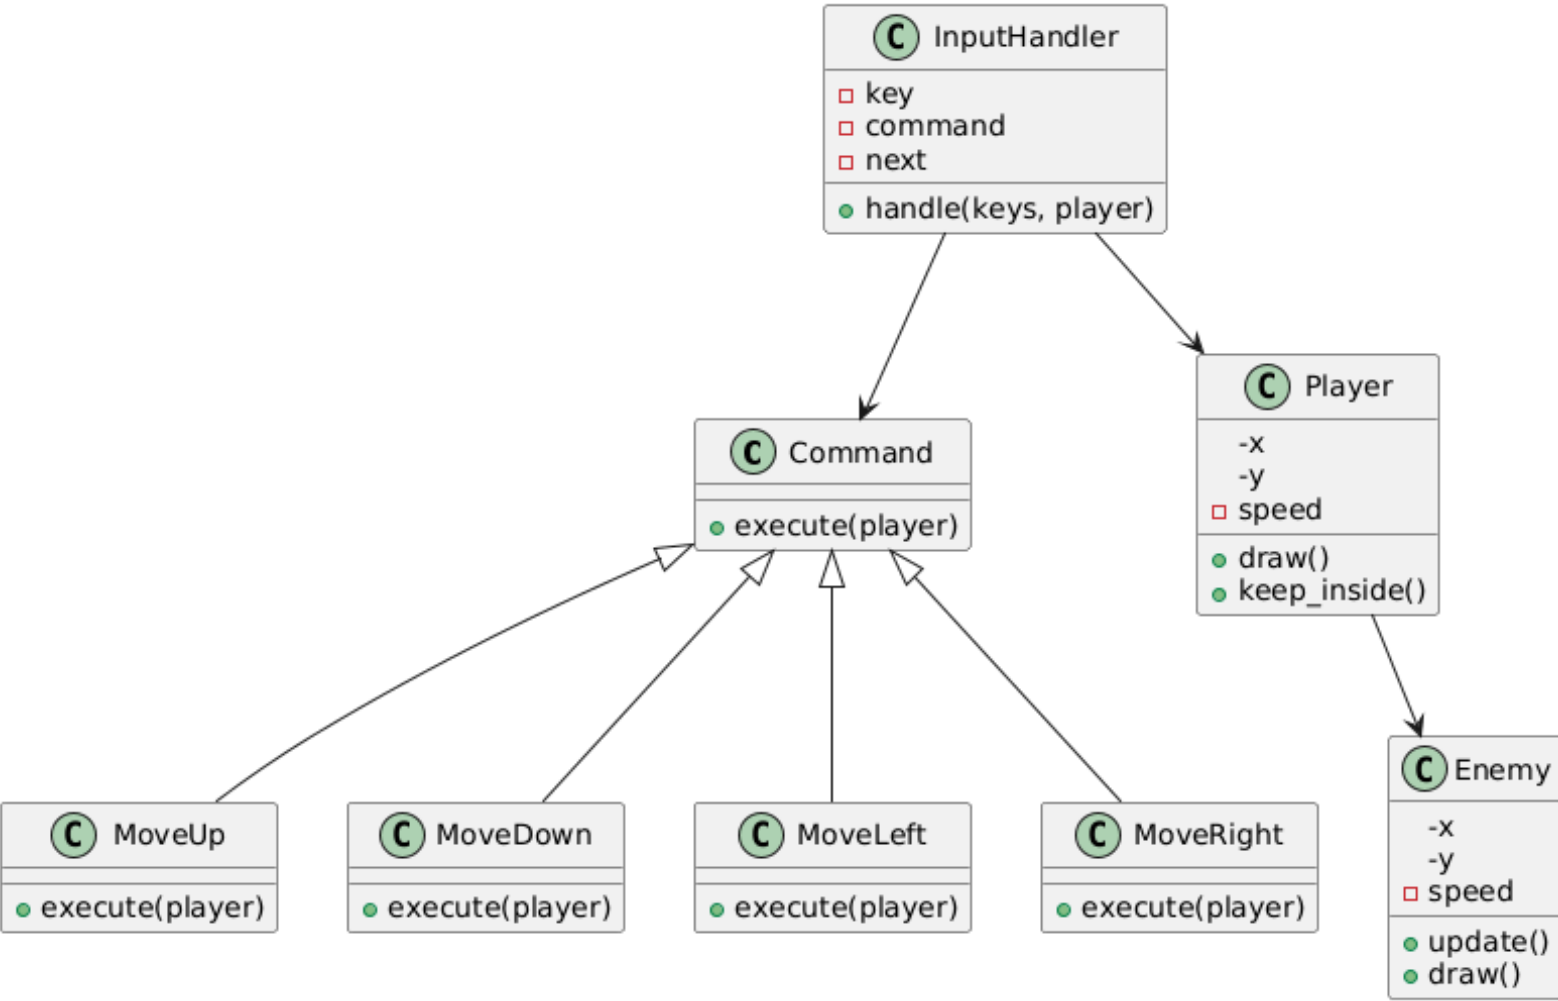 C InputHandler
key
command
next
handle(keys, player)
C Command
execute(player)
C Player
-x
-y
speed
draw()
keep_inside()
C MoveUp
execute(player)
C MoveDown
execute(player)
C MoveLeft
execute(player)
C MoveRight
execute(player)
C Enemy
-x
-y
speed
update()
draw()